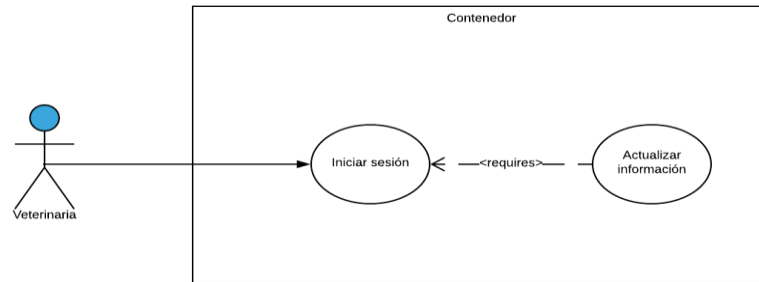 Contenedor
Iniciar sesión
<requires>
Actualizar
información
Veterinaria